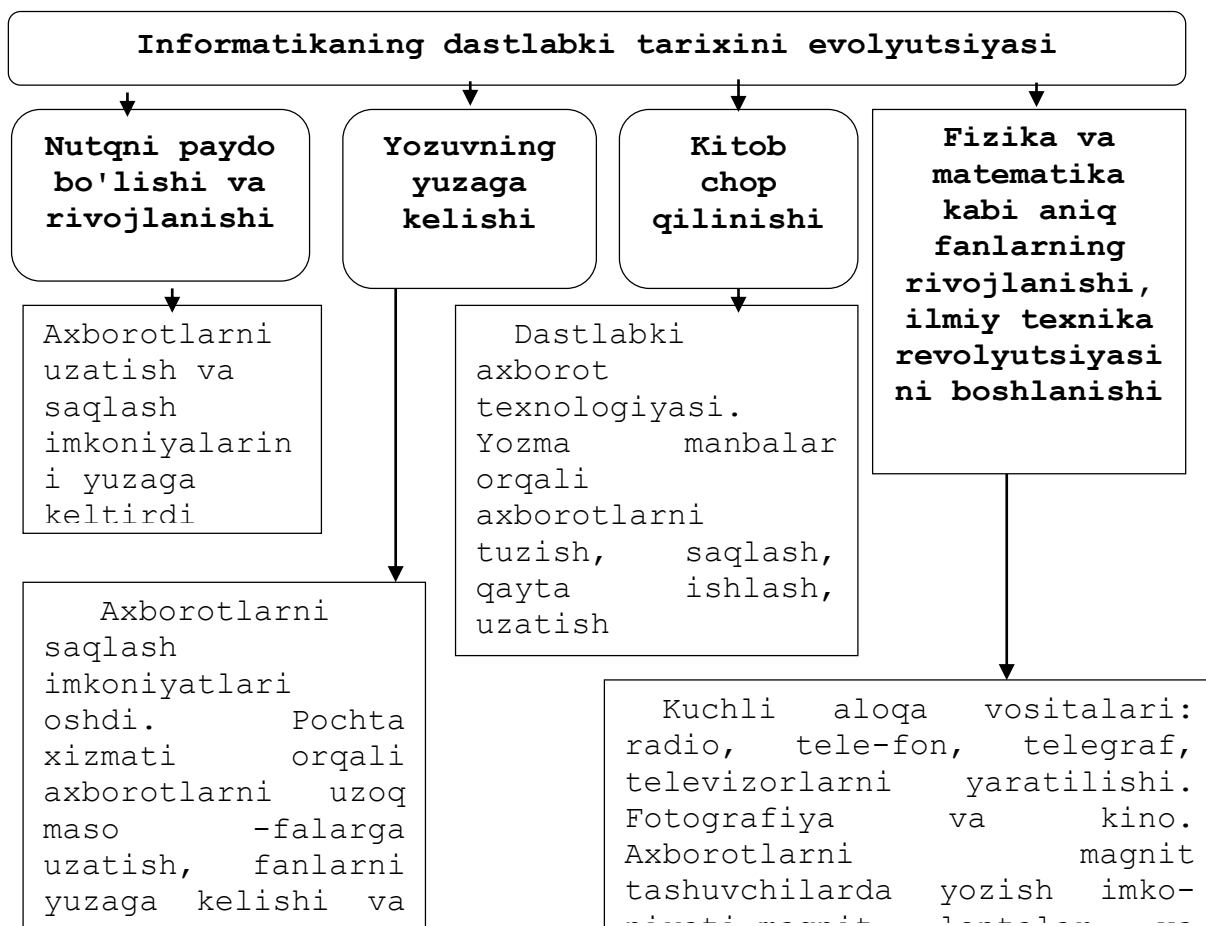 Informatikaning dastlabki tarixini evolyutsiyasi
Nutqni paydo
bo'lishi va
rivojlanishi
Yozuvning
yuzaga
kelishi
Kitob
chop
qilinishi
Fizika va
matematika
kabi aniq
fanlarning
rivojlanishi,
ilmiy texnika
revolyutsiyasi
ni boshlanishi
Axborotlarni
uzatish va
saqlash
imkoniyalarin
i yuzaga
keltirdi
Dastlabki
axborot
texnologiyasi.
Yozma manbalar
orqali
axborotlarni
tuzish, saqlash,
qayta ishlash,
uzatish
Axborotlarni
saqlash
imkoniyatlari
oshdi. Pochta
xizmati orqali
axborotlarni uzoq
maso -falarga
uzatish, fanlarni
yuzaga kelishi va
Kuchli aloqa vositalari:
radio, tele-fon, telegraf,
televizorlarni yaratilishi.
Fotografiya va kino.
Axborotlarni magnit
tashuvchilarda yozish imko-